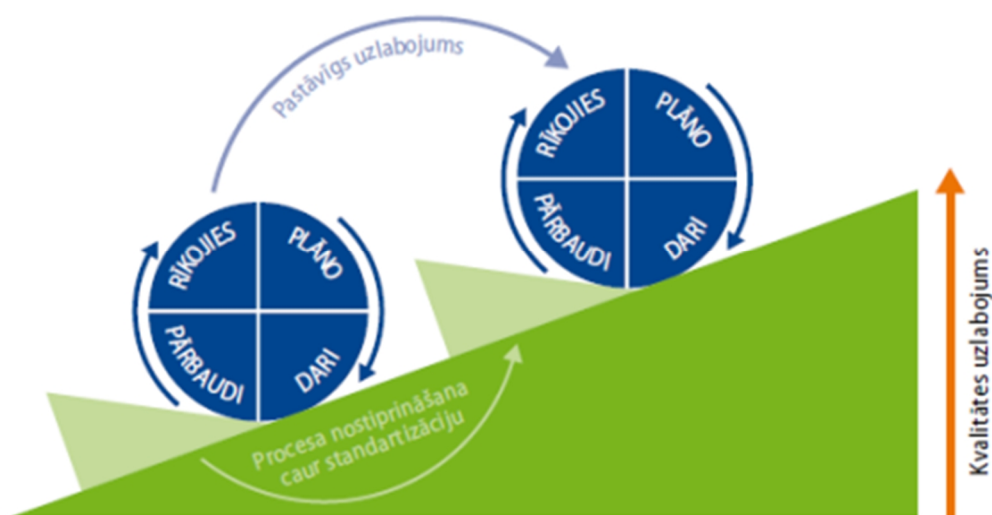 Pastāvīgs uzlabojums
RĪKOJIES
PLĀNO
PĀRBAUDI
DARI
RĪKOJIES
PLĀNO
PĀRBAUDI
DARI
Procesa nostiprināšana
caur standartizāciju
Kvalitātes uzlabojums